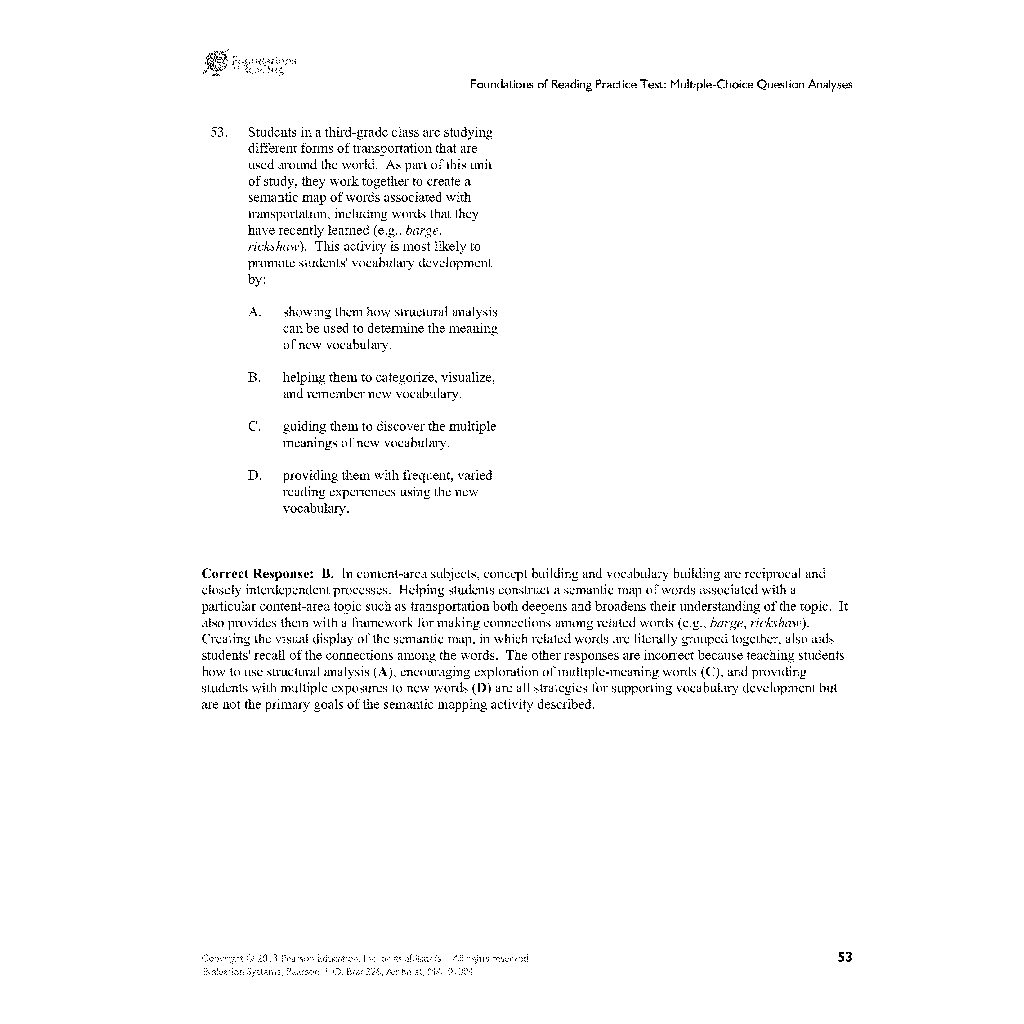 Foundations of Reading Practice Test: Multiple-Choice Question Analyses
53. Students in a third-grade class are studying
different forms of transportation that are
used around the world. As part of this unit
of study, they work together to create a
semantic map of words associated with
transportation, including words that they
have recently learned (e.g., barge,
rickshaw). This activity is most likely to
promote students' vocabulary development
by:
A. showing them how structural analysis
can be used to determine the meaning
of new vocabulary.
B. helping them to categorize, visualize,
and remember new vocabulary.
C. guiding them to discover the multiple
meanings of new vocabulary.
D. providing them with frequent, varied
reading experiences using the new
vocabulary.
Correct Response: B. In content-area subjects, concept building and vocabulary building are reciprocal and
closely interdependent processes. Helping students construct a semantic map of words associated with a
particular content-area topic such as transportation both deepens and broadens their understanding of the topic. It
also provides them with a framework for making connections among related words (e.g., barge, rickshaw).
Creating the visual display of the semantic map, in which related words are literally grouped together, also aids
students' recall of the connections among the words. The other responses are incorrect because teaching students
how to use structural analysis (A), encouraging exploration of multiple-meaning words (C), and providing
students with multiple exposures to new words (D) are all strategies for supporting vocabulary development but
are not the primary goals of the semantic mapping activity described.
Pearson Education, All rights reserved.
53
Evaluation Systems, Pearson, Box 226,